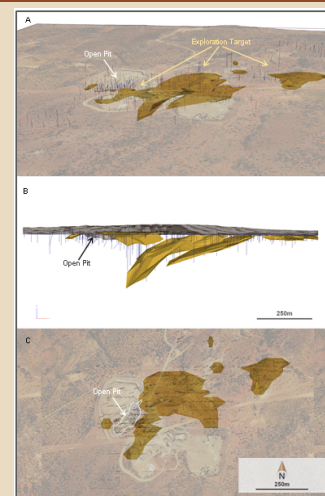 A
Exploration Target
Open Pit
B
Open Pit
250m
C
Open Pit
N
250m